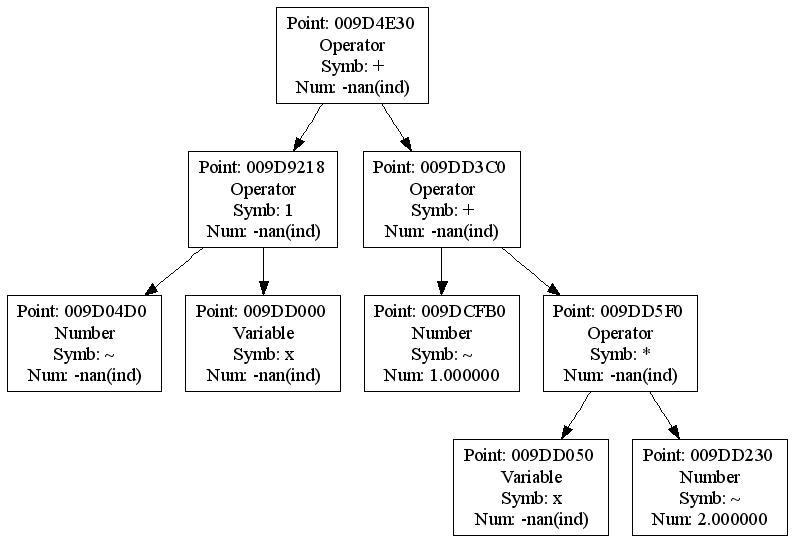 Point: 009D4E30
Operator
Symb: +
Num: -nan(ind)
Point: 009D9218
Operator
Symb: 1
Num: -nan(ind)
Point: 009DD3C0
Operator
Symb: +
Num: -nan(ind)
Point: 009D04D0
Number
Symb: ~
Num: -nan(ind)
Point: 009DD000
Variable
Symb: x
Num: -nan(ind)
Point: 009DCFB0
Number
Symb: ~
Num: 1.000000
Point: 009DD5F0
Operator
Symb: *
Num: -nan(ind)
Point: 009DD050
Variable
Symb: x
Num: -nan(ind)
Point: 009DD230
Number
Symb: ~
Num: 2.000000